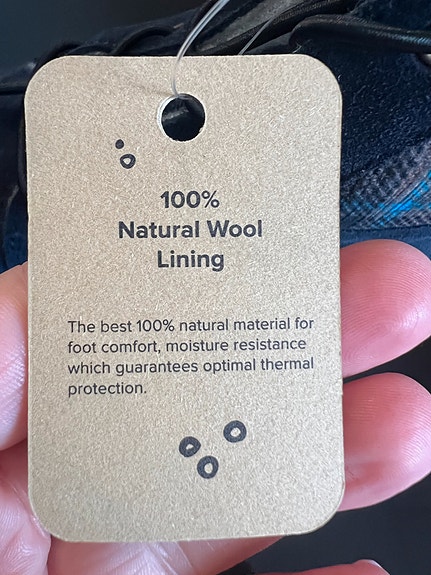 100%
Natural Wool
Lining
The best 100% natural material for
foot comfort, moisture resistance
which guarantees optimal thermal
protection.